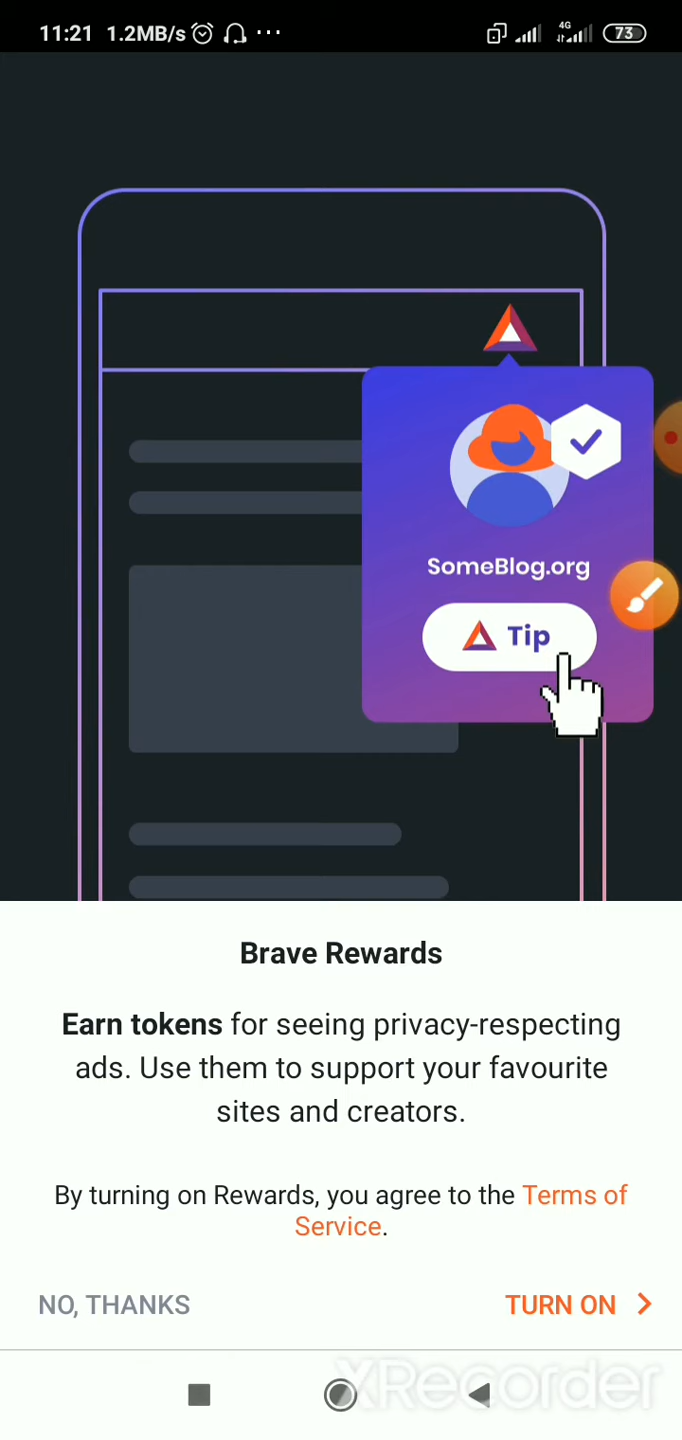 11:21 1.2MB/s ...
4G
73
SomeBlog.org
Tip
Brave Rewards
Earn tokens for seeing privacy-respecting
ads. Use them to support your favourite
sites and creators.
By turning on Rewards, you agree to the Terms of
Service.
NO, THANKS TURN ON >
XRecorder